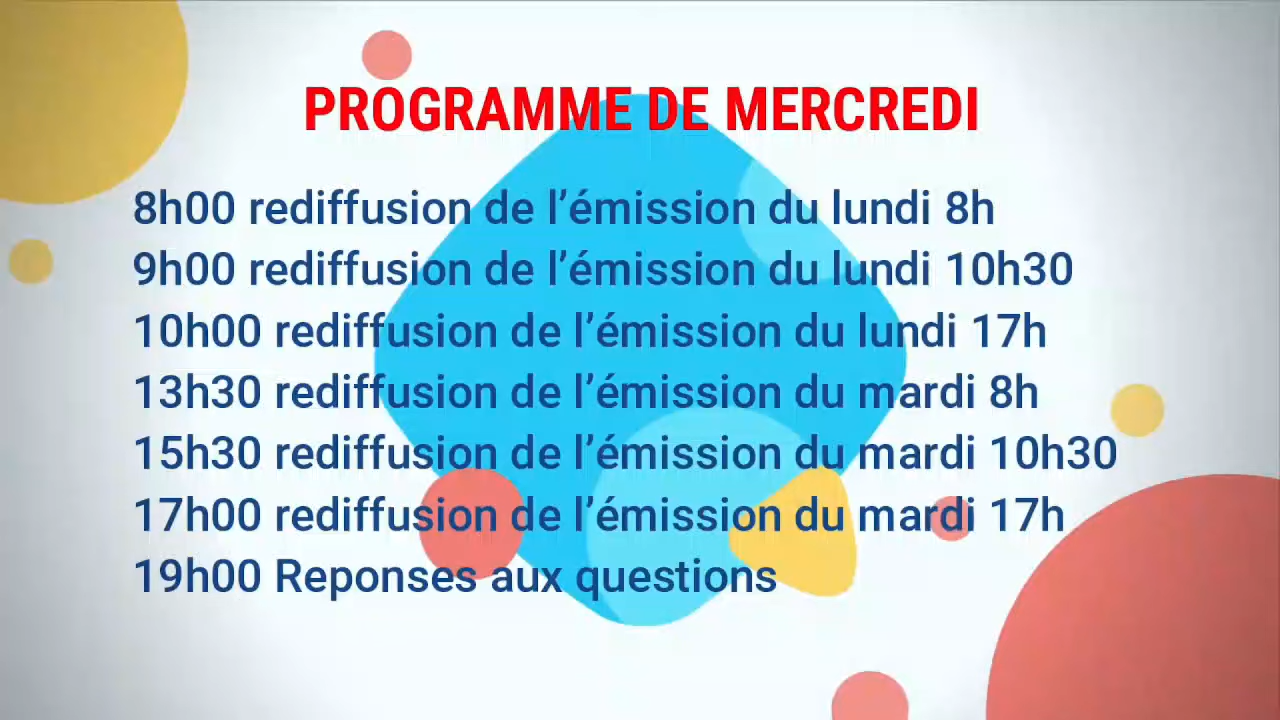 PROGRAMME DE MERCREDI
8h00 rediffusion de l’émission du lundi 8h
9h00 rediffusion de l’émission du lundi 10h30
10h00 rediffusion de l’émission du lundi 17h
13h30 rediffusion de l’émission du mardi 8h
15h30 rediffusion de l’émission du mardi 10h30
17h00 rediffusion de l’émission du mardi 17h
19h00 Reponses aux questions